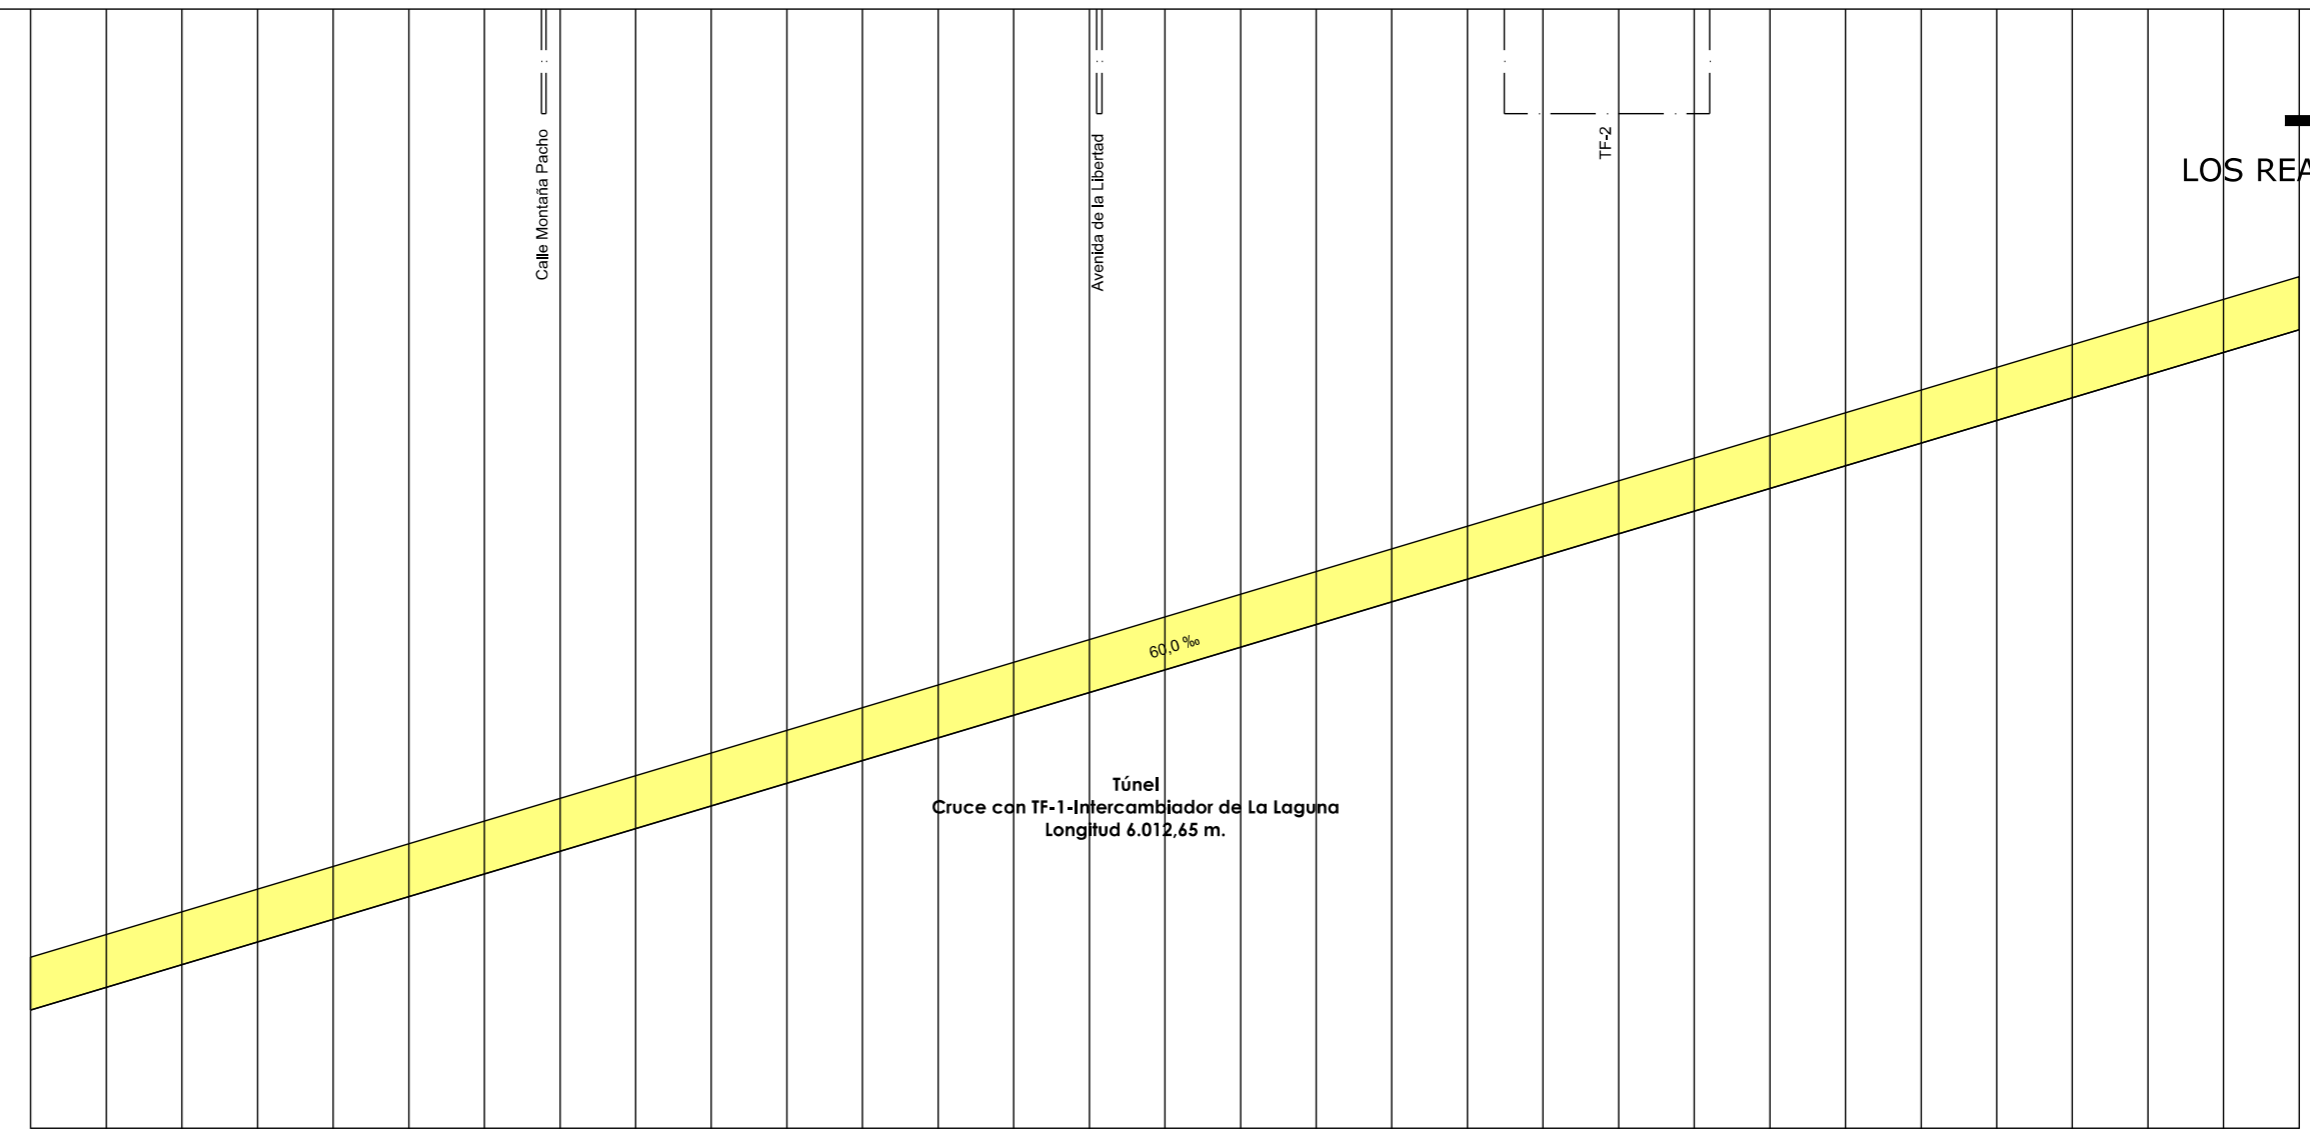 Calle Montaña Pacho
Avenida de la Libertad
TF-2
LOS REA
60,0 ‰
Túnel
Cruce con TF-1-Intercambiador de La Laguna
Longitud 6.012,65 m.